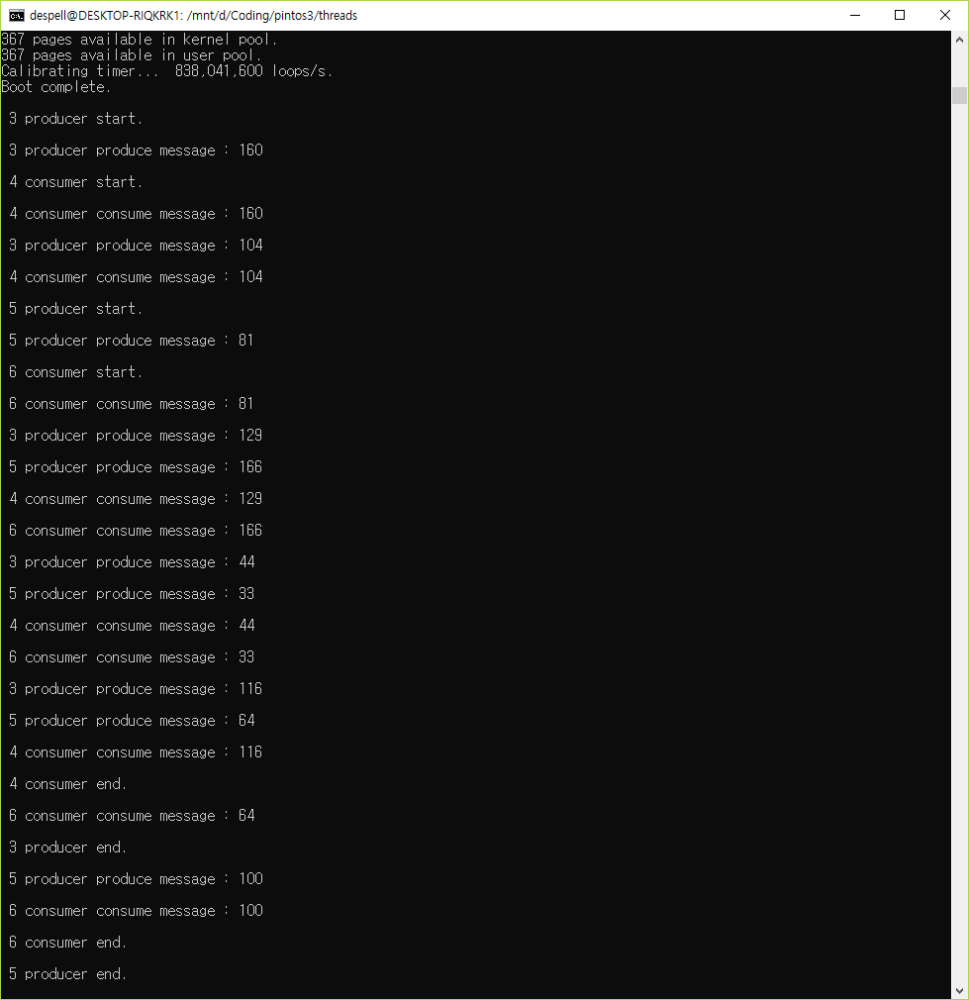 despell@DESKTOP-RIQKRK1: /mnt/d/Coding/pintos3/threads
367 pages available in kernel pool.
367 pages available in user pool.
Calibrating timer...  838,041,600 loops/s.
Boot complete.
3 producer start.
3 producer produce message : 160
4 consumer start.
4 consumer consume message : 160
3 producer produce message : 104
4 consumer consume message : 104
5 producer start.
5 producer produce message : 81
6 consumer start.
6 consumer consume message : 81
3 producer produce message : 129
5 producer produce message : 166
4 consumer consume message : 129
6 consumer consume message : 166
3 producer produce message : 44
5 producer produce message : 33
4 consumer consume message : 44
6 consumer consume message : 33
3 producer produce message : 116
5 producer produce message : 64
4 consumer consume message : 116
4 consumer end.
6 consumer consume message : 64
3 producer end.
5 producer produce message : 100
6 consumer consume message : 100
6 consumer end.
5 producer end.